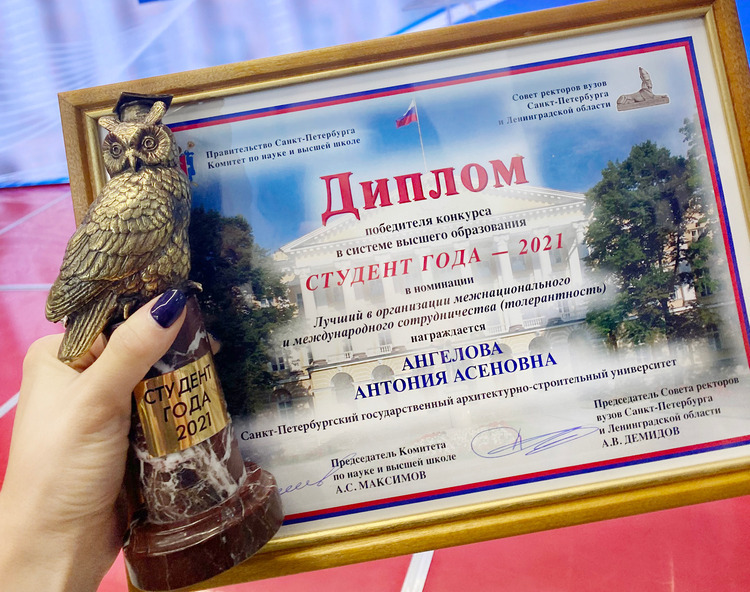 Правительство Санкт-Петербурга
Комитет по науке и высшей школе
Совет ректоров вузов
Санкт-Петербурга
и Ленинградской области
Диплом
победителя конкурса
в системе высшего образования
СТУДЕНТ ГОДА – 2021
в номинации
Лучший в организации межнационального
и международного сотрудничества (толерантность)
награждается
АНГЕЛОВА
АНТОНИЯ АСЕНОВНА
Санкт-Петербургский государственный архитектурно-строительный университет
Председатель Комитета
по науке и высшей школе
А.С. МАКСИМОВ
Председатель Совета ректоров
вузов Санкт-Петербурга
и Ленинградской области
А.В. ДЕМИДОВ
СТУДЕНТ
ГОДА
2021